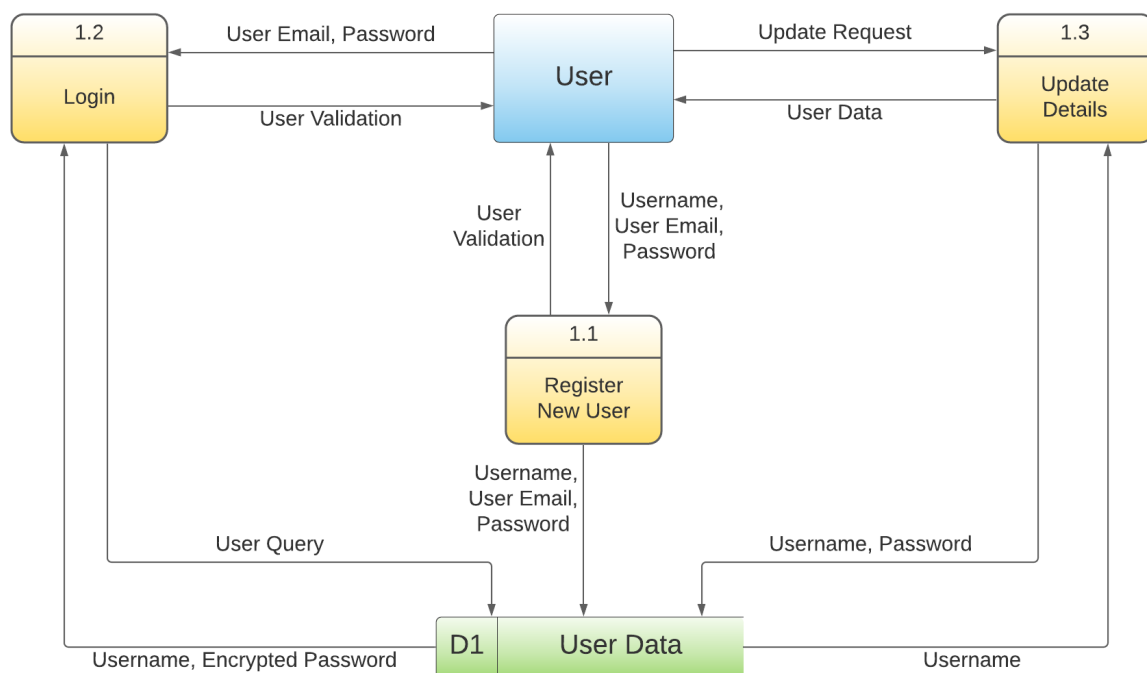 1.2
Login
User Email, Password
User Validation
User
Update Request
User Data
1.3
Update
Details
User
Validation
Username,
User Email,
Password
1.1
Register
New User
Username,
User Email,
Password
User Query
Username, Password
D1
User Data
Username, Encrypted Password
Username